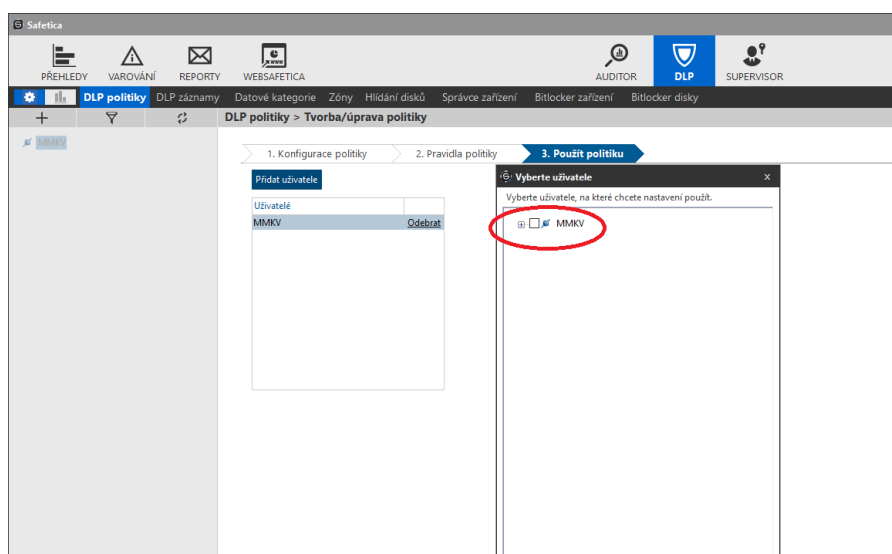 Safetica
PŘEHLEDY VAROVÁNÍ REPORTY WEBSAFETICA AUDITOR DLP SUPERVISOR
DLP politiky DLP záznamy Datové kategorie Zóny Hlídání disků Správce zařízení Bitlocker zařízení Bitlocker disky
DLP politiky > Tvorba/úprava politiky
MMKV
1. Konfigurace politiky 2. Pravidla politiky 3. Použít politiku
Přidat uživatele
Uživatelé
MMKV Odebrat
Vyberte uživatele x
Vyberte uživatele, na které chcete nastavení použít.
MMKV